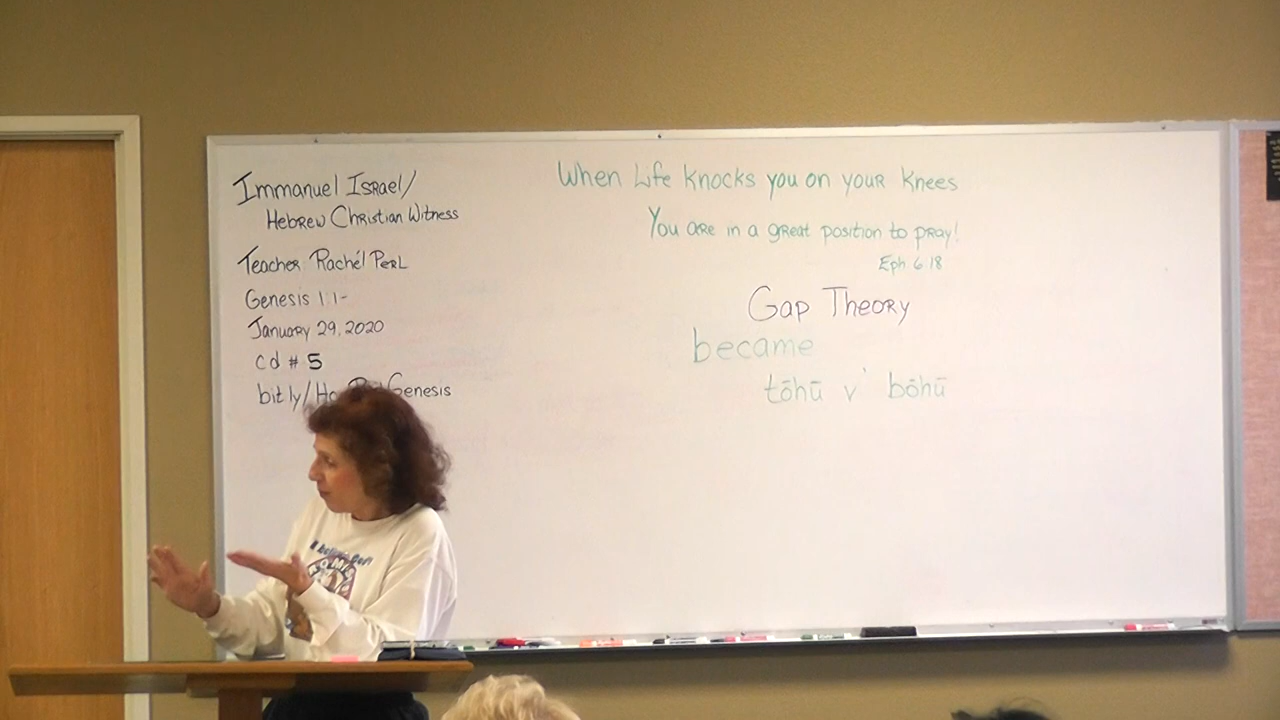 Immanuel Israel/
Hebrew Christian Witness
Teacher Rachél Perl
Genesis 1 1-
January 29, 2020
cd # 5
bit ly/ Genesis
When Life Knocks you on your Knees
You are in a great position to pray!
Eph 6 18
Gap Theory
became
tōhū v' bōhū